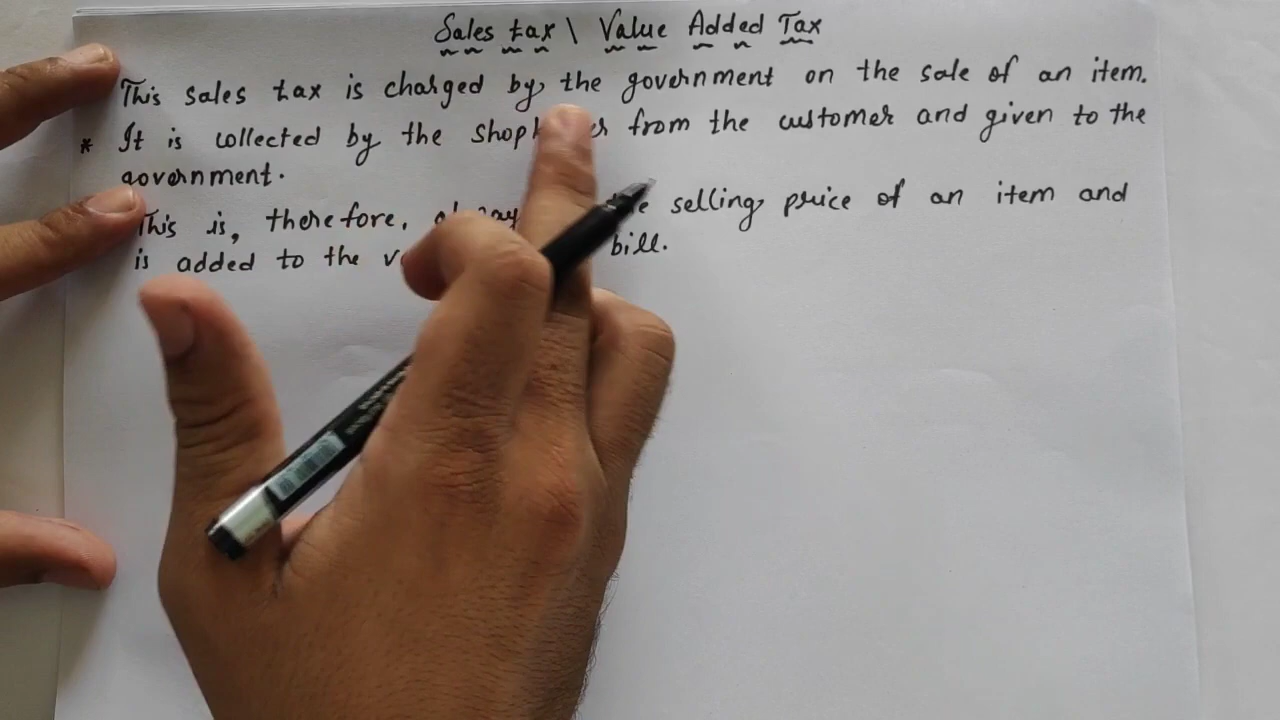 Sales tax \ Value Added Tax
This sales tax is charged by the government on the sale of an item.
* It is collected by the from the customer and given to the
government.
This is, therefore, selling price of an item and
is added to the bill.